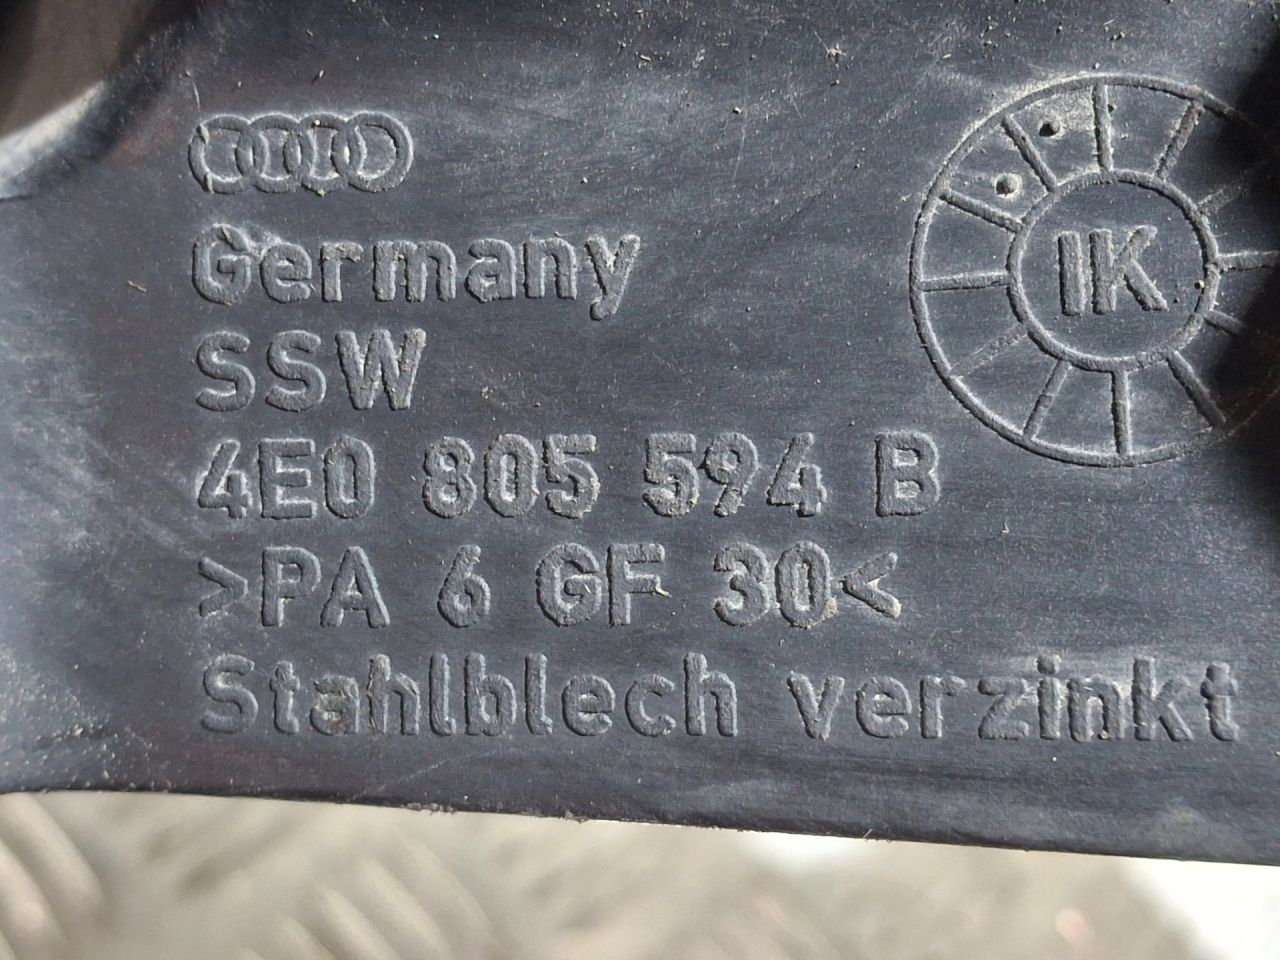 Germany
SSW
4E0 805 594 B
>PA 6 GF 30<
Stahlblech verzinkt
IK